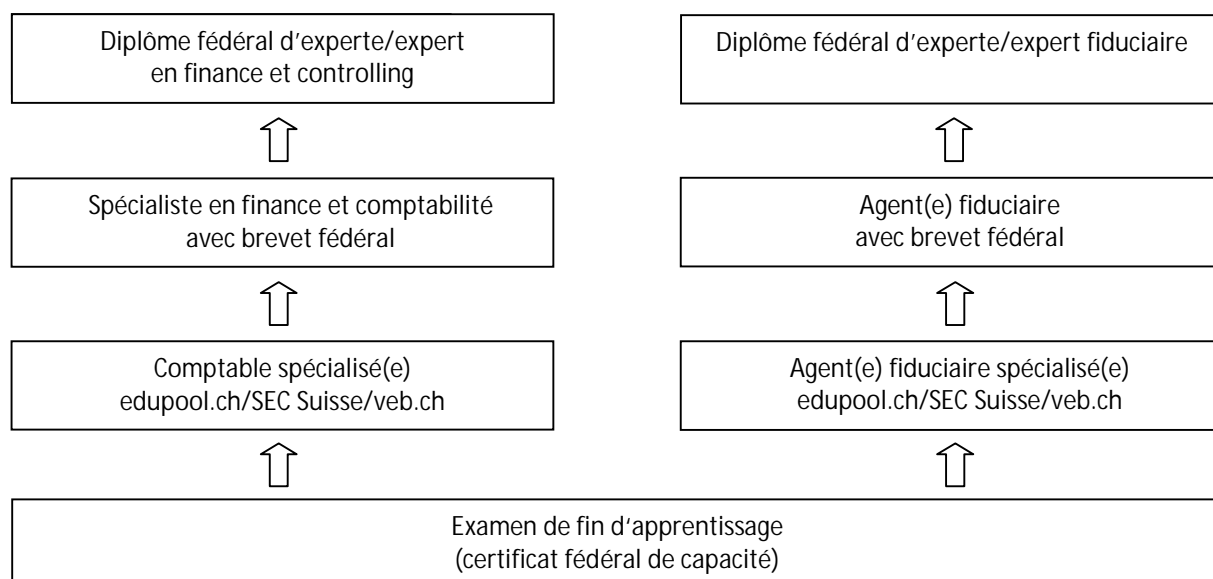 Diplôme fédéral d'experte/expert
en finance et controlling
Diplôme fédéral d'experte/expert fiduciaire
Spécialiste en finance et comptabilité
avec brevet fédéral
Agent(e) fiduciaire
avec brevet fédéral
Comptable spécialisé(e)
edupool.ch/SEC Suisse/veb.ch
Agent(e) fiduciaire spécialisé(e)
edupool.ch/SEC Suisse/veb.ch
Examen de fin d‘apprentissage
(certificat fédéral de capacité)